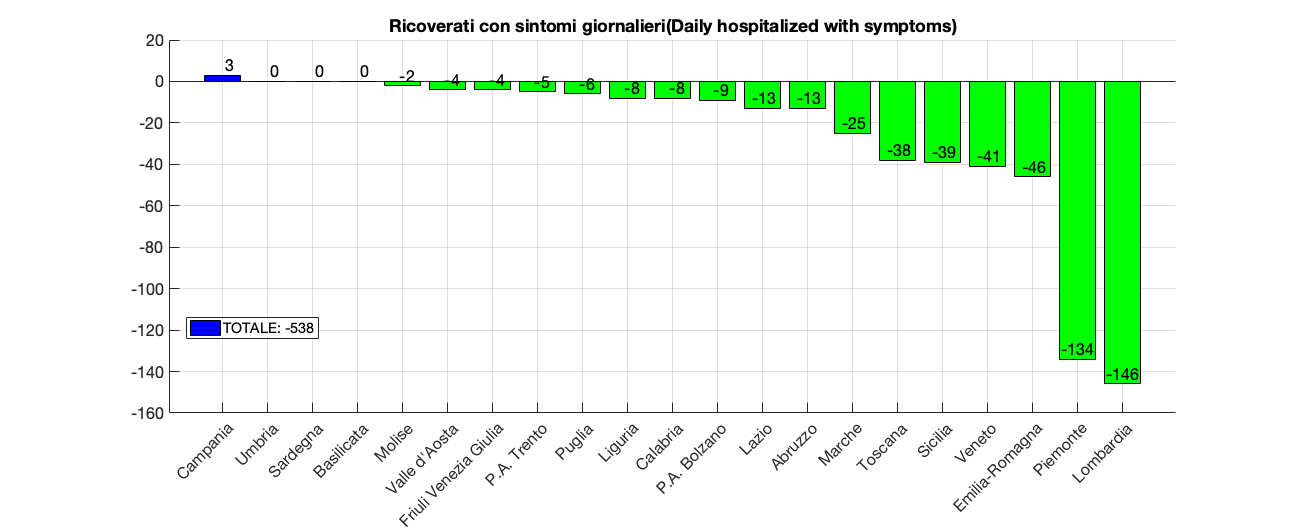 Ricoverati con sintomi giornalieri(Daily hospitalized with symptoms)
20
0
-20
-40
-60
-80
-100
-120
-140
-160
3
0
0
0
-2
-4
-4
-5
-6
-8
-8
-9
-13
-13
-25
-38
-39
-41
-46
-134
-146
TOTALE: -538
Campania
Umbria
Sardegna
Basilicata
Molise
Valle d'Aosta
Friuli Venezia Giulia
P.A. Trento
Puglia
Liguria
Calabria
P.A. Bolzano
Lazio
Abruzzo
Marche
Toscana
Sicilia
Veneto
Emilia-Romagna
Piemonte
Lombardia